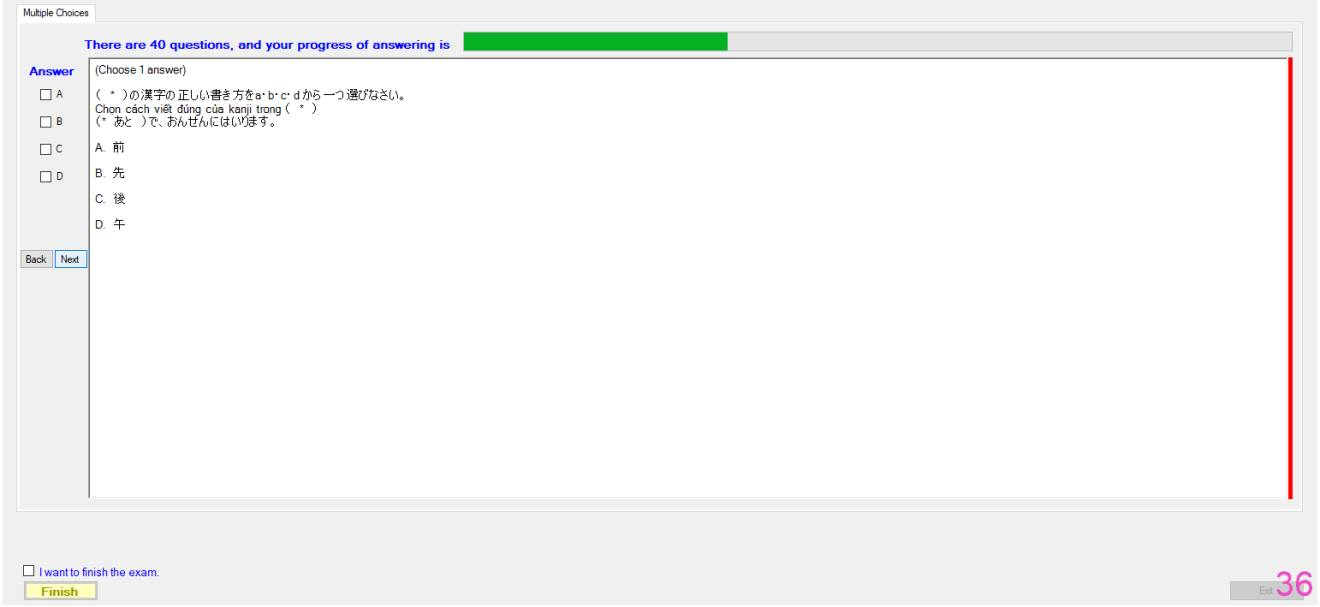 Multiple Choices
There are 40 questions, and your progress of answering is
Answer
(Choose 1 answer)
A
B
C
D
( * )の漢字の正しい書き方をa・b・c・dから一つ選びなさい。
Chọn cách viết đúng của kanji trong ( * )
(* あと )で、おんせんにはいります。
A. 前
B. 先
C. 後
D. 午
Back
Next
I want to finish the exam.
Finish
Exit
36